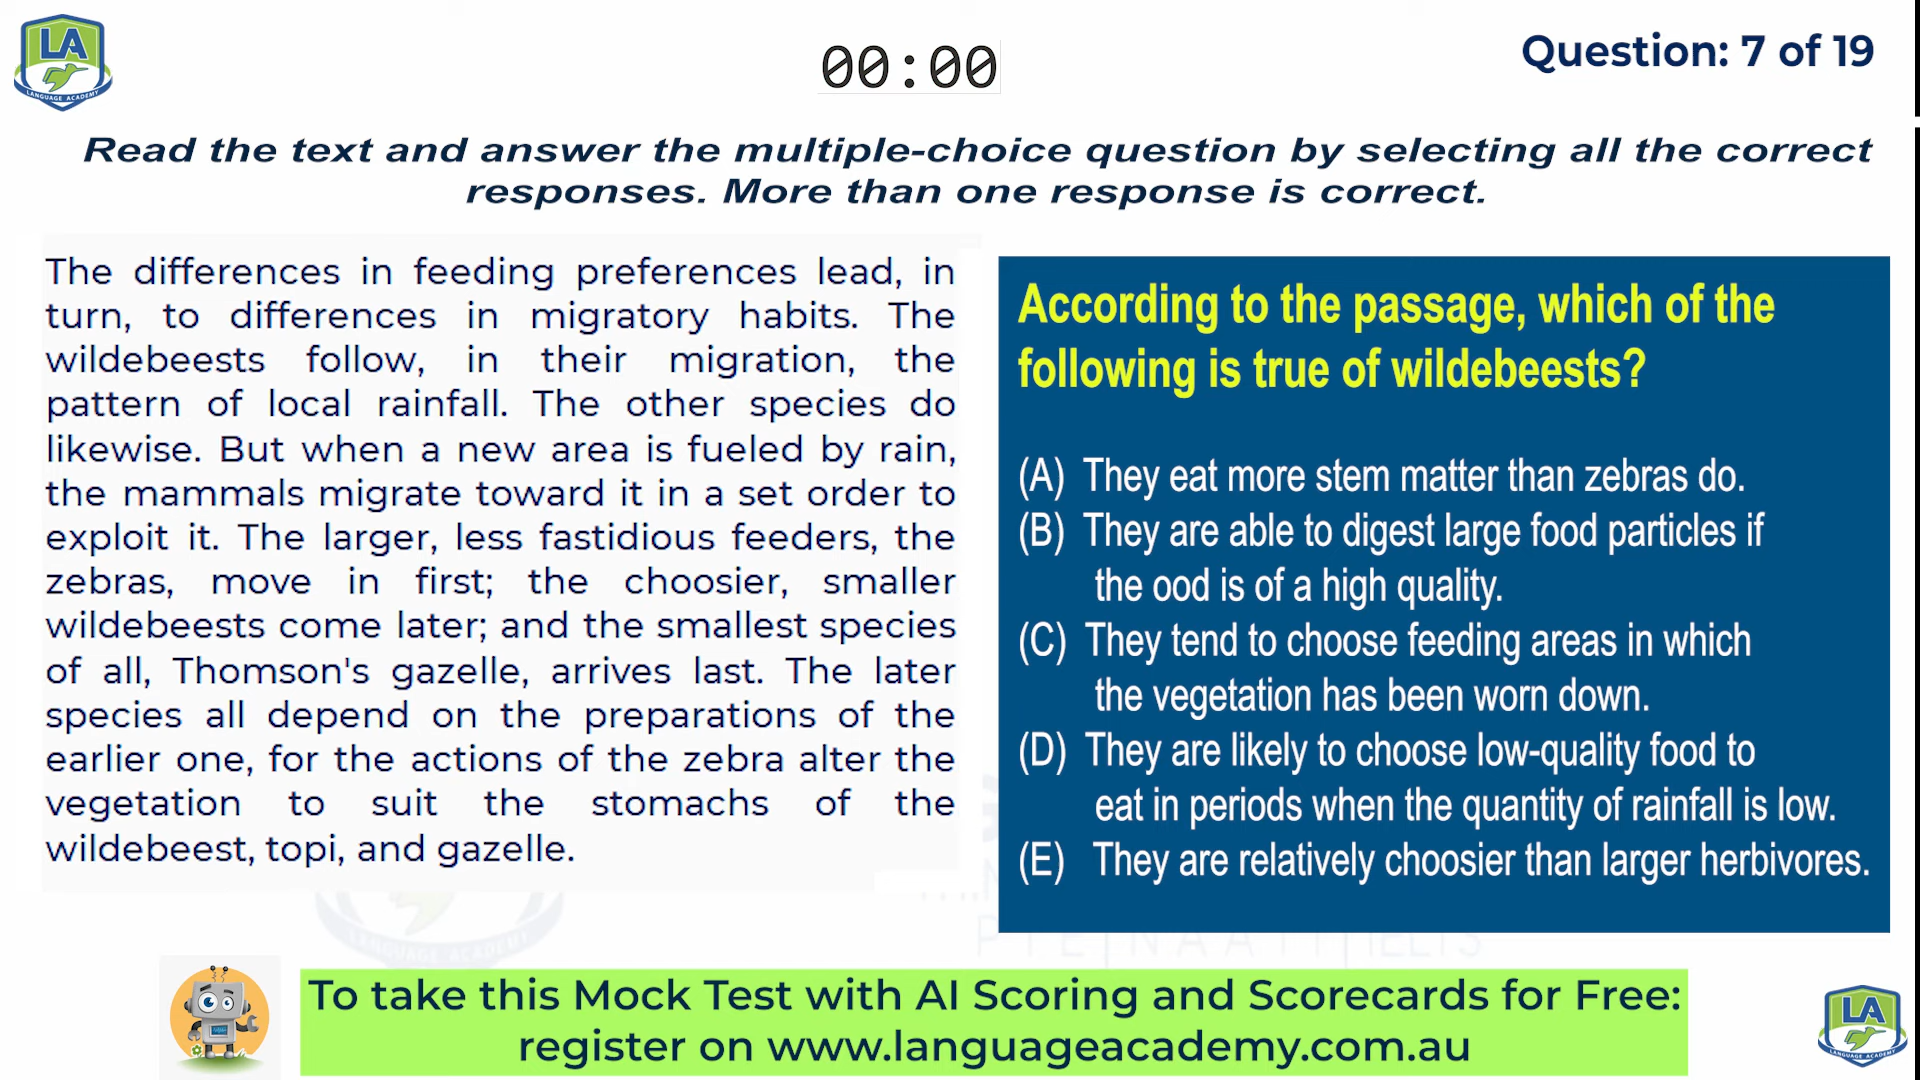 LA
LANGUAGE ACADEMY
00:00
Question: 7 of 19
Read the text and answer the multiple-choice question by selecting all the correct
responses. More than one response is correct.
The differences in feeding preferences lead, in
turn, to differences in migratory habits. The
wildebeests follow, in their migration, the
pattern of local rainfall. The other species do
likewise. But when a new area is fueled by rain,
the mammals migrate toward it in a set order to
exploit it. The larger, less fastidious feeders, the
zebras, move in first; the choosier, smaller
wildebeests come later; and the smallest species
of all, Thomson's gazelle, arrives last. The later
species all depend on the preparations of the
earlier one, for the actions of the zebra alter the
vegetation to suit the stomachs of the
wildebeest, topi, and gazelle.
According to the passage, which of the
following is true of wildebeests?
(A) They eat more stem matter than zebras do.
(B) They are able to digest large food particles if
the ood is of a high quality.
(C) They tend to choose feeding areas in which
the vegetation has been worn down.
(D) They are likely to choose low-quality food to
eat in periods when the quantity of rainfall is low.
(E) They are relatively choosier than larger herbivores.
LANGUAGE ACADEMY
PTE | NAATI | IELTS
To take this Mock Test with AI Scoring and Scorecards for Free:
register on www.languageacademy.com.au
LA
LANGUAGE ACADEMY